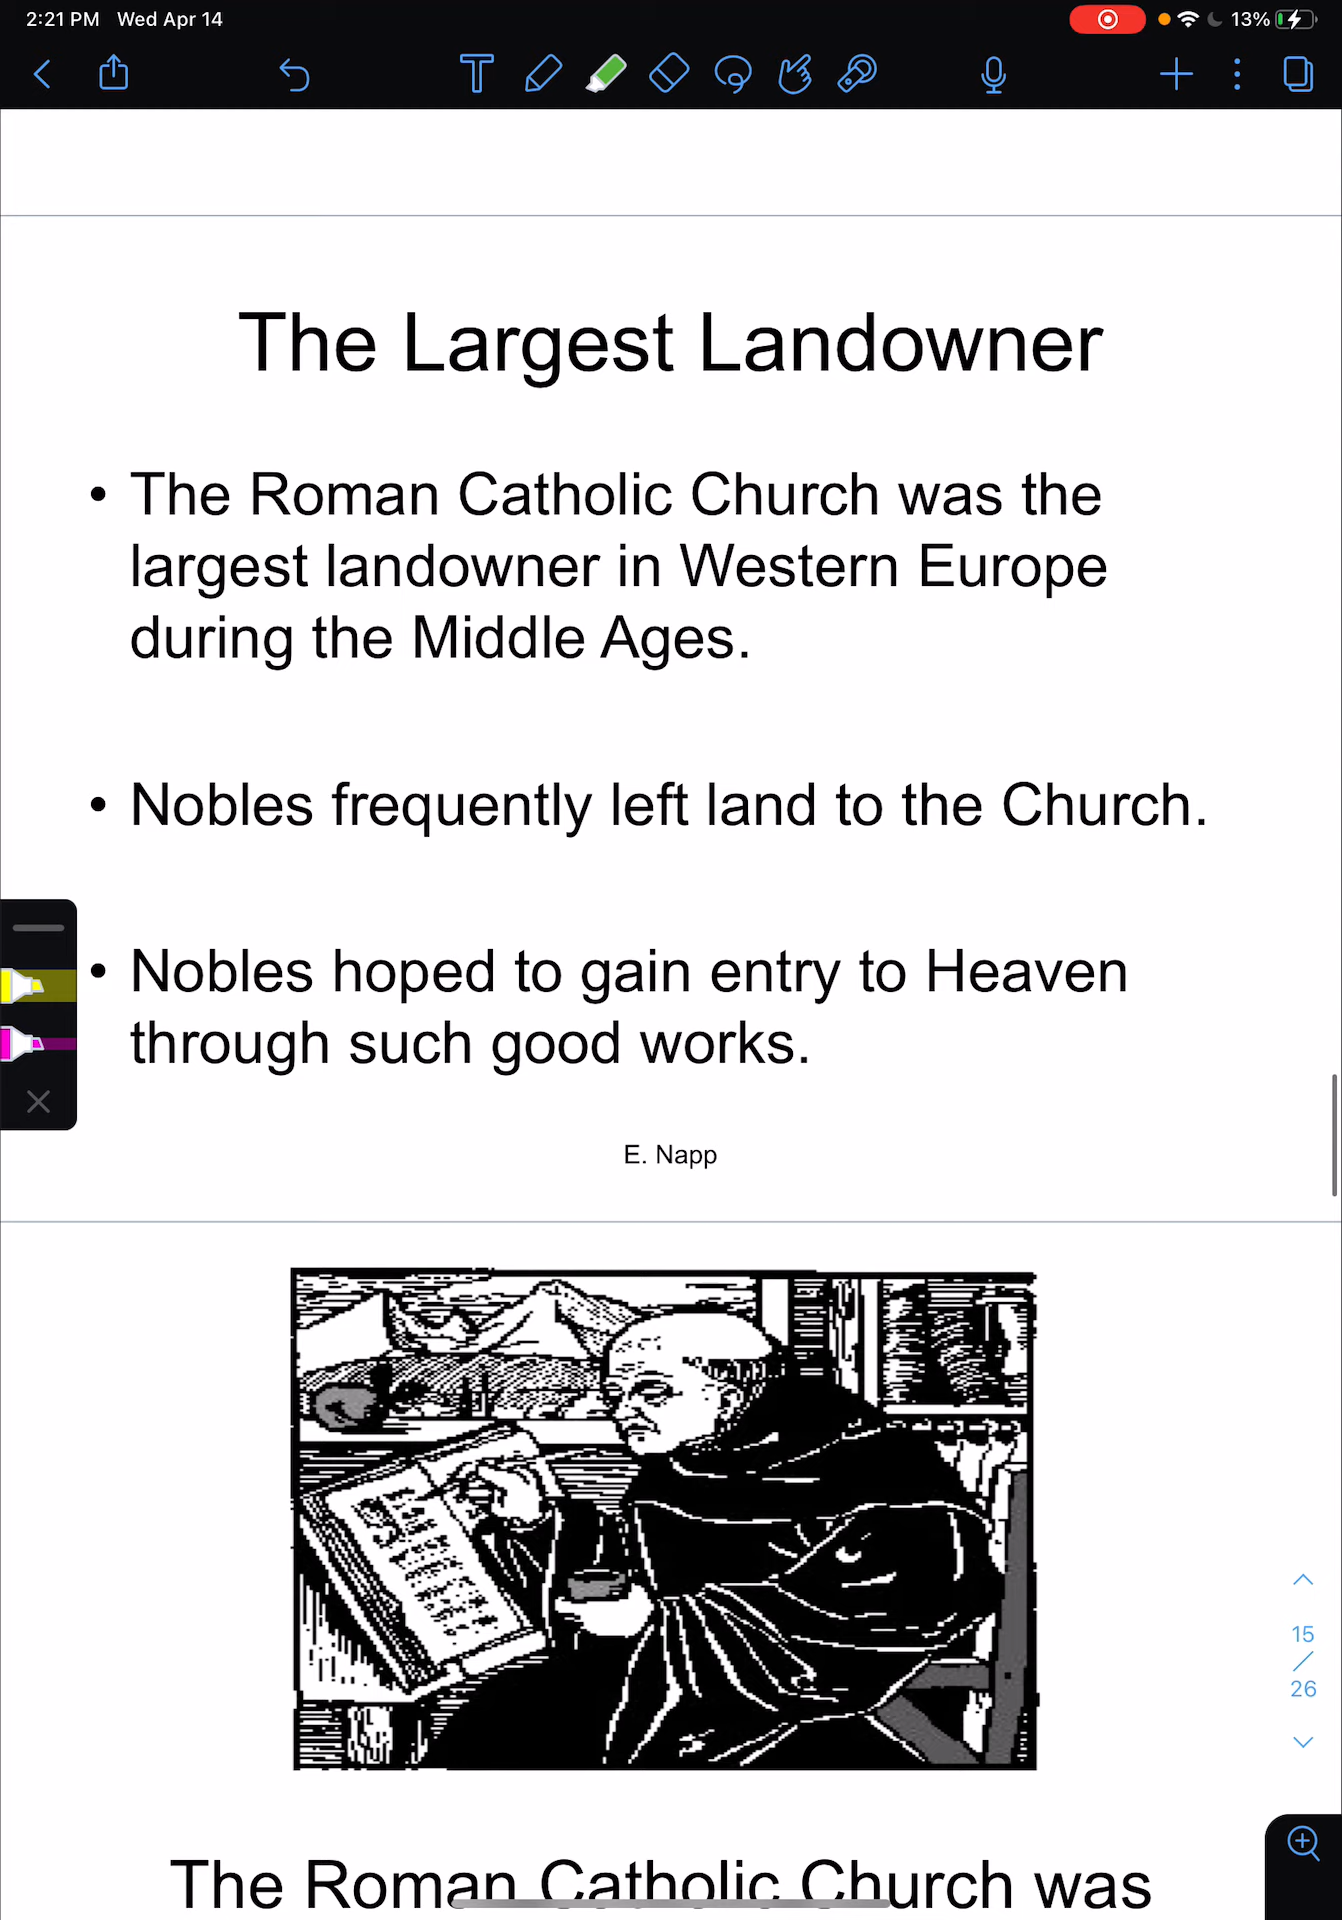 2:21 PM Wed Apr 14
13%
The Largest Landowner
• The Roman Catholic Church was the
largest landowner in Western Europe
during the Middle Ages.
• Nobles frequently left land to the Church.
• Nobles hoped to gain entry to Heaven
through such good works.
E. Napp
15
/
26
The Roman Catholic Church was